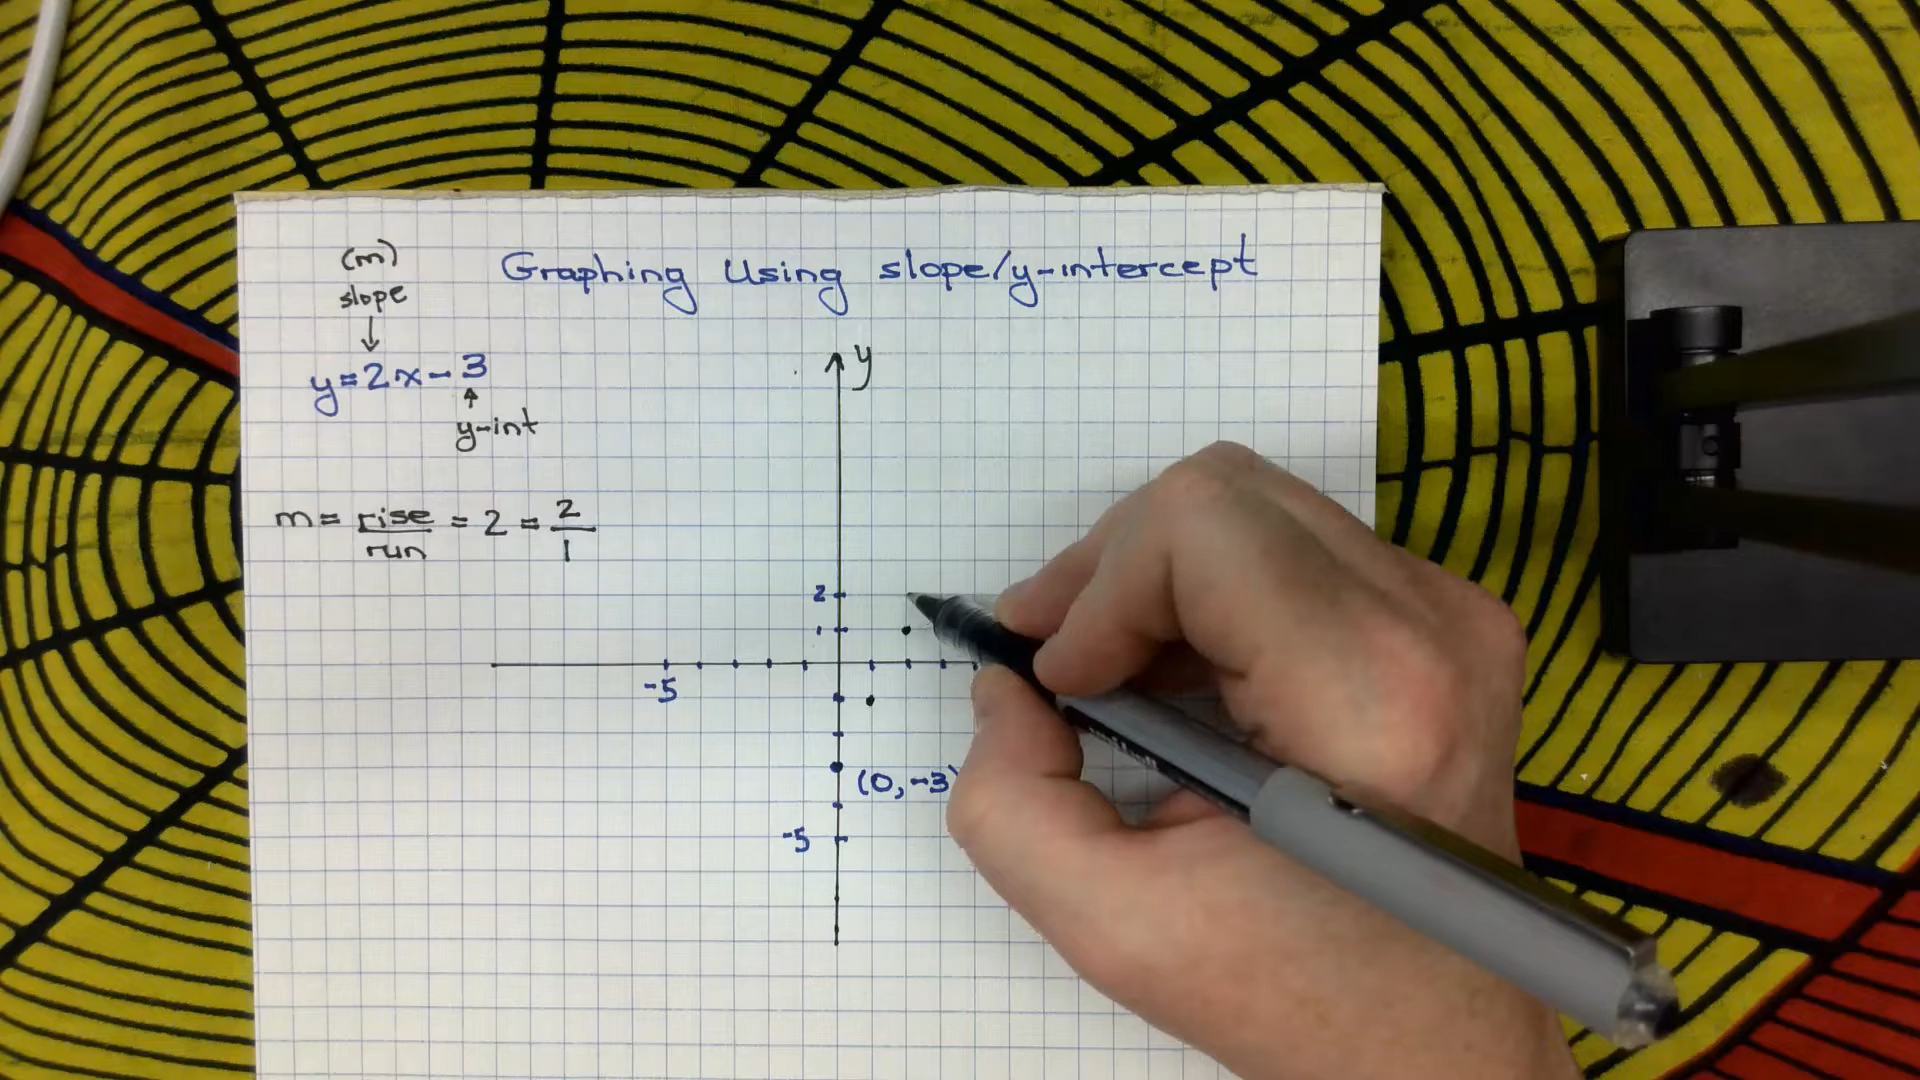 Graphing Using slope/y-intercept
(m)
slope
↓
y=2x-3
↑
y-int
m = rise/run = 2 = 2/1
y
2
1
-5
(0,-3)
-5